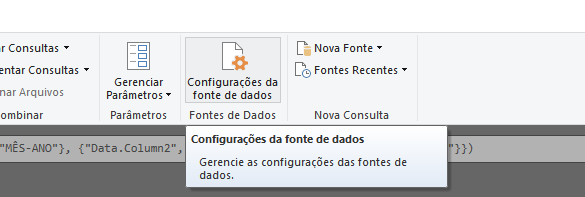 ar Consultas
Nova Fonte
entar Consultas
Gerenciar
Configurações da
Fontes Recentes
nar Arquivos
Parâmetros
fonte de dados
ombinar
Parâmetros
Fontes de Dados
Nova Consulta
Configurações da fonte de dados
"MÊS-ANO"}, {"Data.Column2",
"}})
Gerencie as configurações das fontes de
dados.